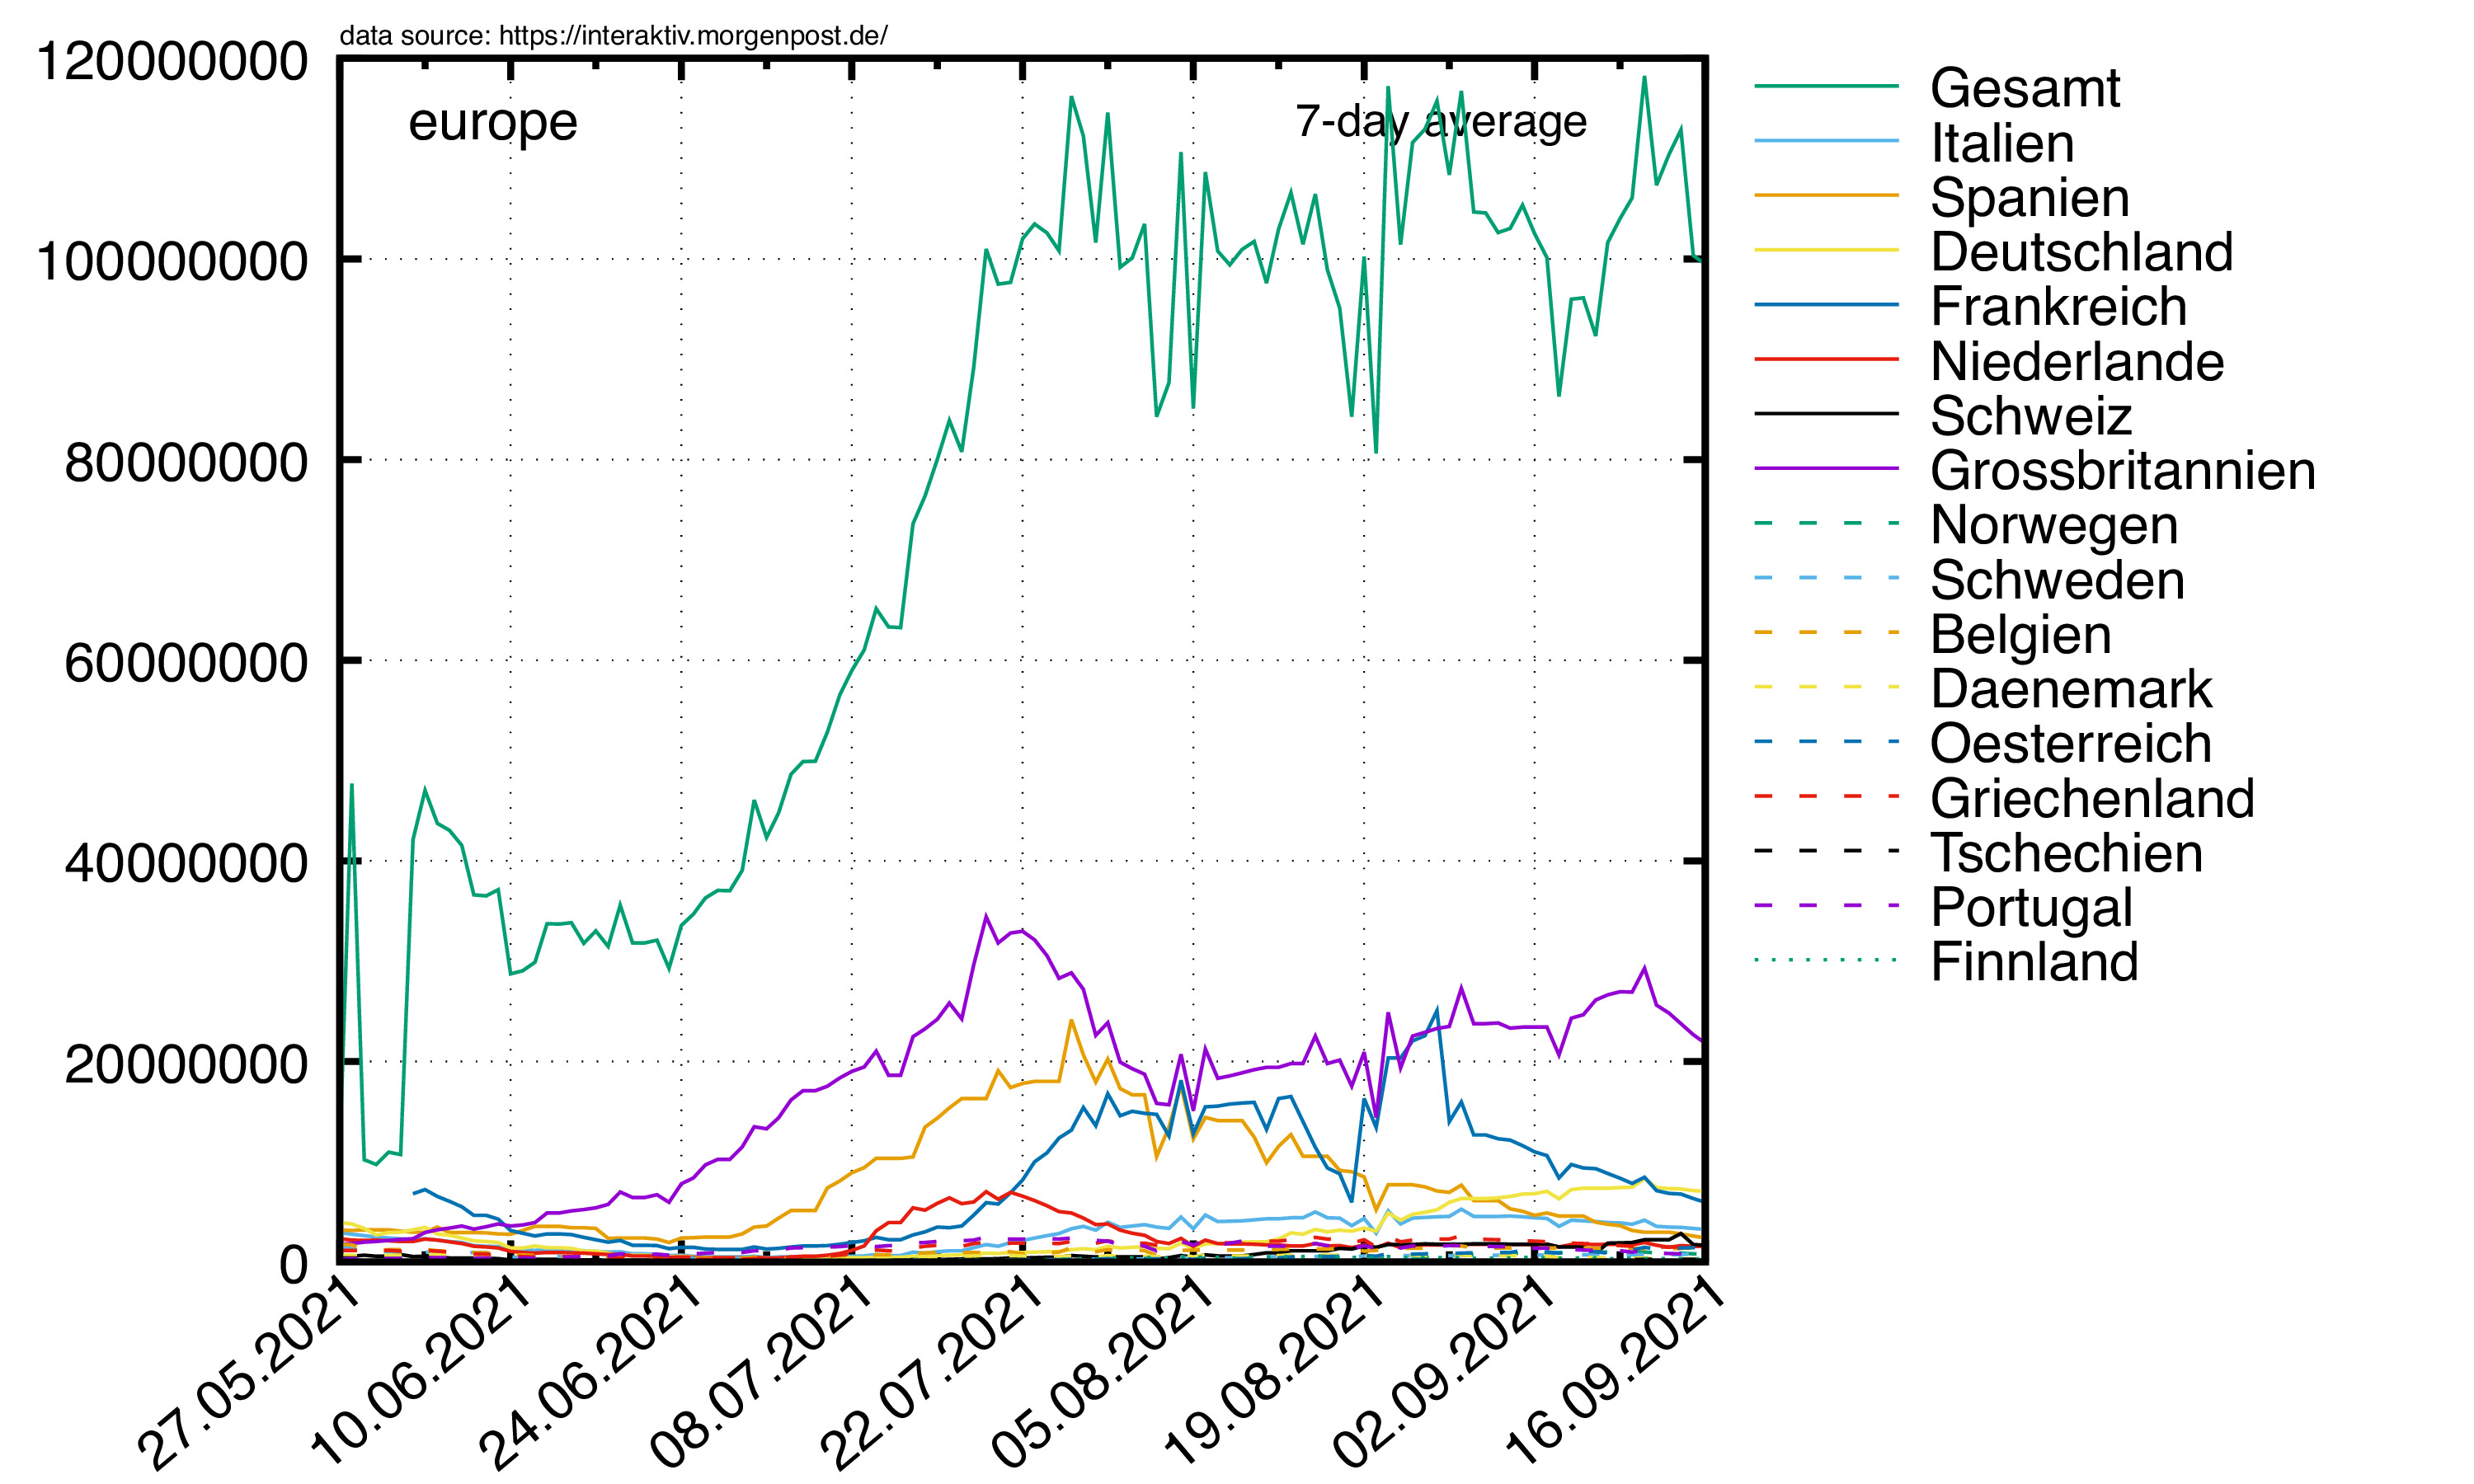 data source: https://interaktiv.morgenpost.de/
europe
7-day average
120000000
100000000
80000000
60000000
40000000
20000000
0
27.05.2021
10.06.2021
24.06.2021
08.07.2021
22.07.2021
05.08.2021
19.08.2021
02.09.2021
16.09.2021
Gesamt
Italien
Spanien
Deutschland
Frankreich
Niederlande
Schweiz
Grossbritannien
Norwegen
Schweden
Belgien
Daenemark
Oesterreich
Griechenland
Tschechien
Portugal
Finnland